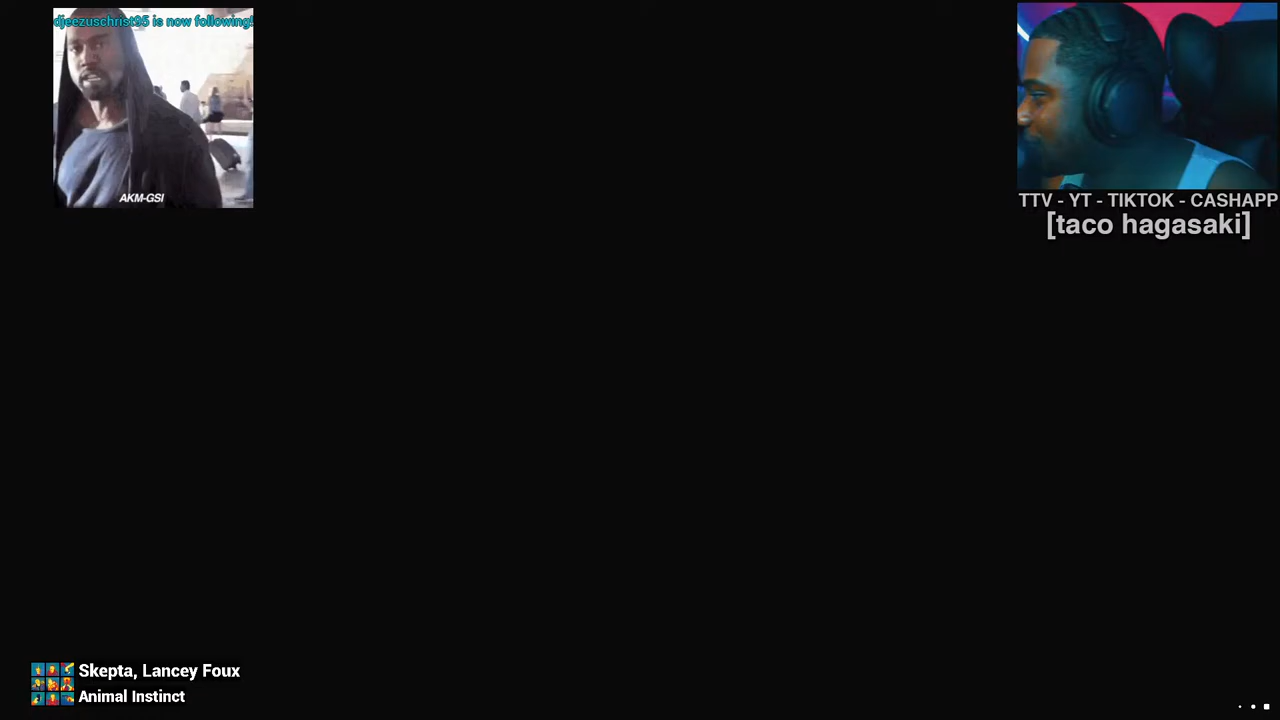 djeezuschrist95 is now following!
AKM-GSI
TTV - YT - TIKTOK - CASHAPP
[taco hagasaki]
Skepta, Lancey Foux
Animal Instinct